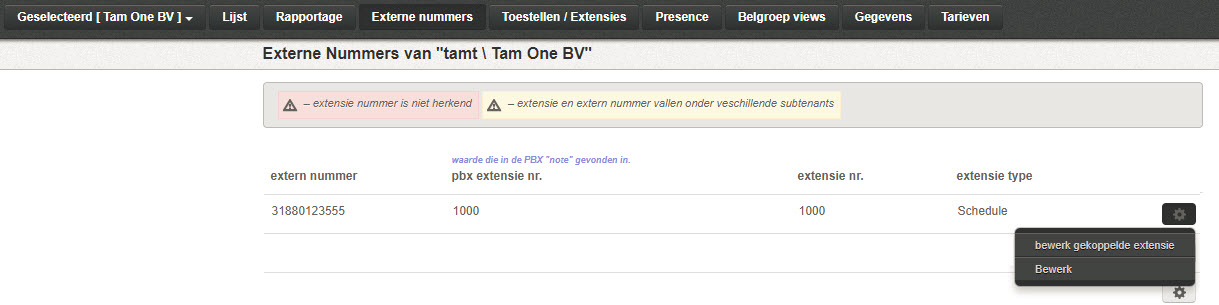 Geselecteerd [ Tam One BV ] Lijst Rapportage Externe nummers Toestellen / Extensies Presence Belgroep views Gegevens Tarieven
Externe Nummers van "tamt \ Tam One BV"
– extensie nummer is niet herkend – extensie en extern nummer vallen onder veschillende subtenants
waarde die in de PBX "note" gevonden in.
extern nummer pbx extensie nr. extensie nr. extensie type
31880123555 1000 1000 Schedule
bewerk gekoppelde extensie
Bewerk